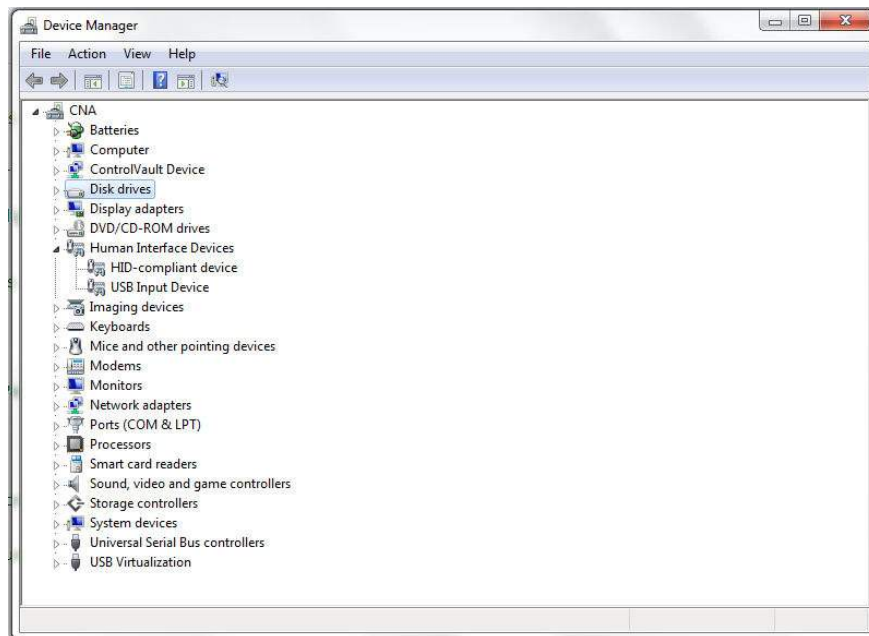 Device Manager
File Action View Help
CNA
Batteries
Computer
ControlVault Device
Disk drives
Display adapters
DVD/CD-ROM drives
Human Interface Devices
HID-compliant device
USB Input Device
Imaging devices
Keyboards
Mice and other pointing devices
Modems
Monitors
Network adapters
Ports (COM & LPT)
Processors
Smart card readers
Sound, video and game controllers
Storage controllers
System devices
Universal Serial Bus controllers
USB Virtualization